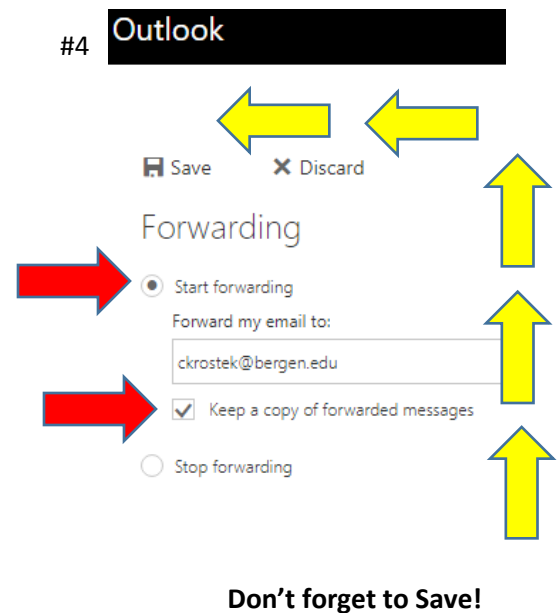 #4 Outlook
Save Discard
Forwarding
Start forwarding
Forward my email to:
ckrostek@bergen.edu
Keep a copy of forwarded messages
Stop forwarding
Don’t forget to Save!